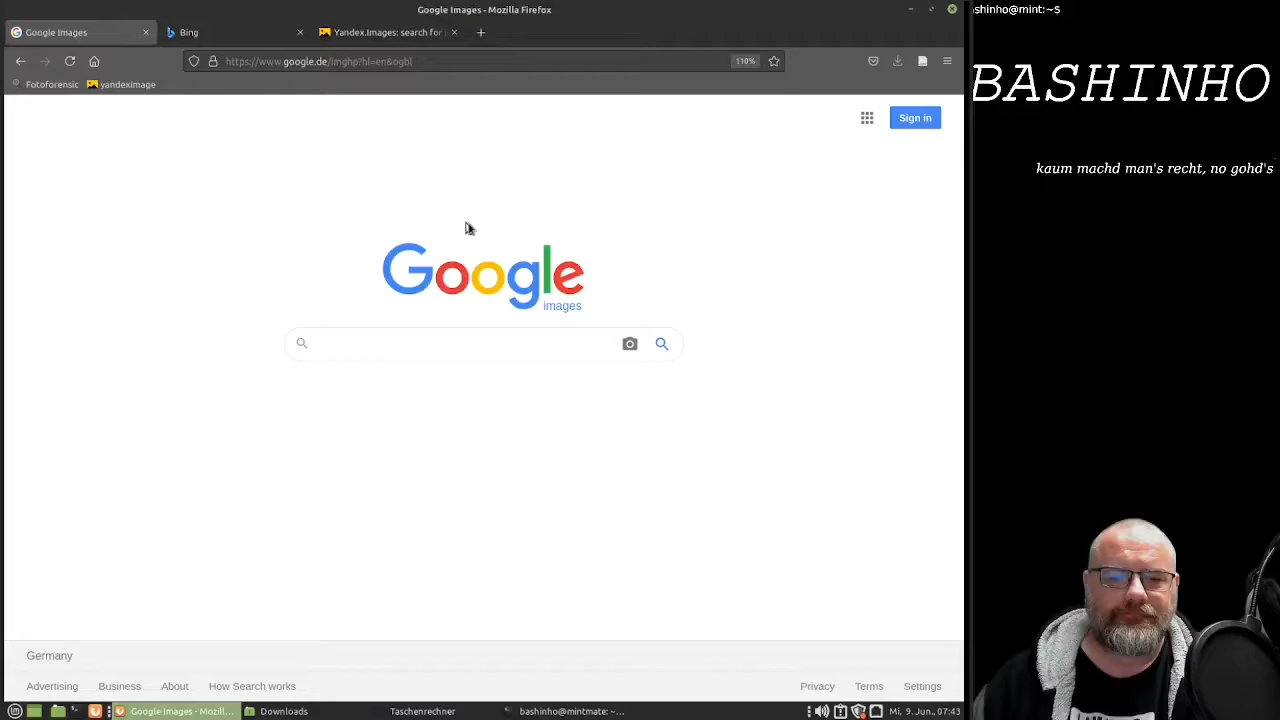 Google Images - Mozilla Firefox
Google Images
Bing
Yandex.Images: search for
https://www.google.de/imghp?hl=en&ogbl
110%
Fotoforensic
yandeximage
Sign in
Google
images
Germany
Advertising Business About How Search works
Privacy Terms Settings
Google Images - Mozill...
Downloads
Taschenrechner
bashinho@mintmate: ~...
Mi, 9. Jun., 07:43
ashinho@mint:~$
BASHINHO
kaum machd man's recht, no gohd's